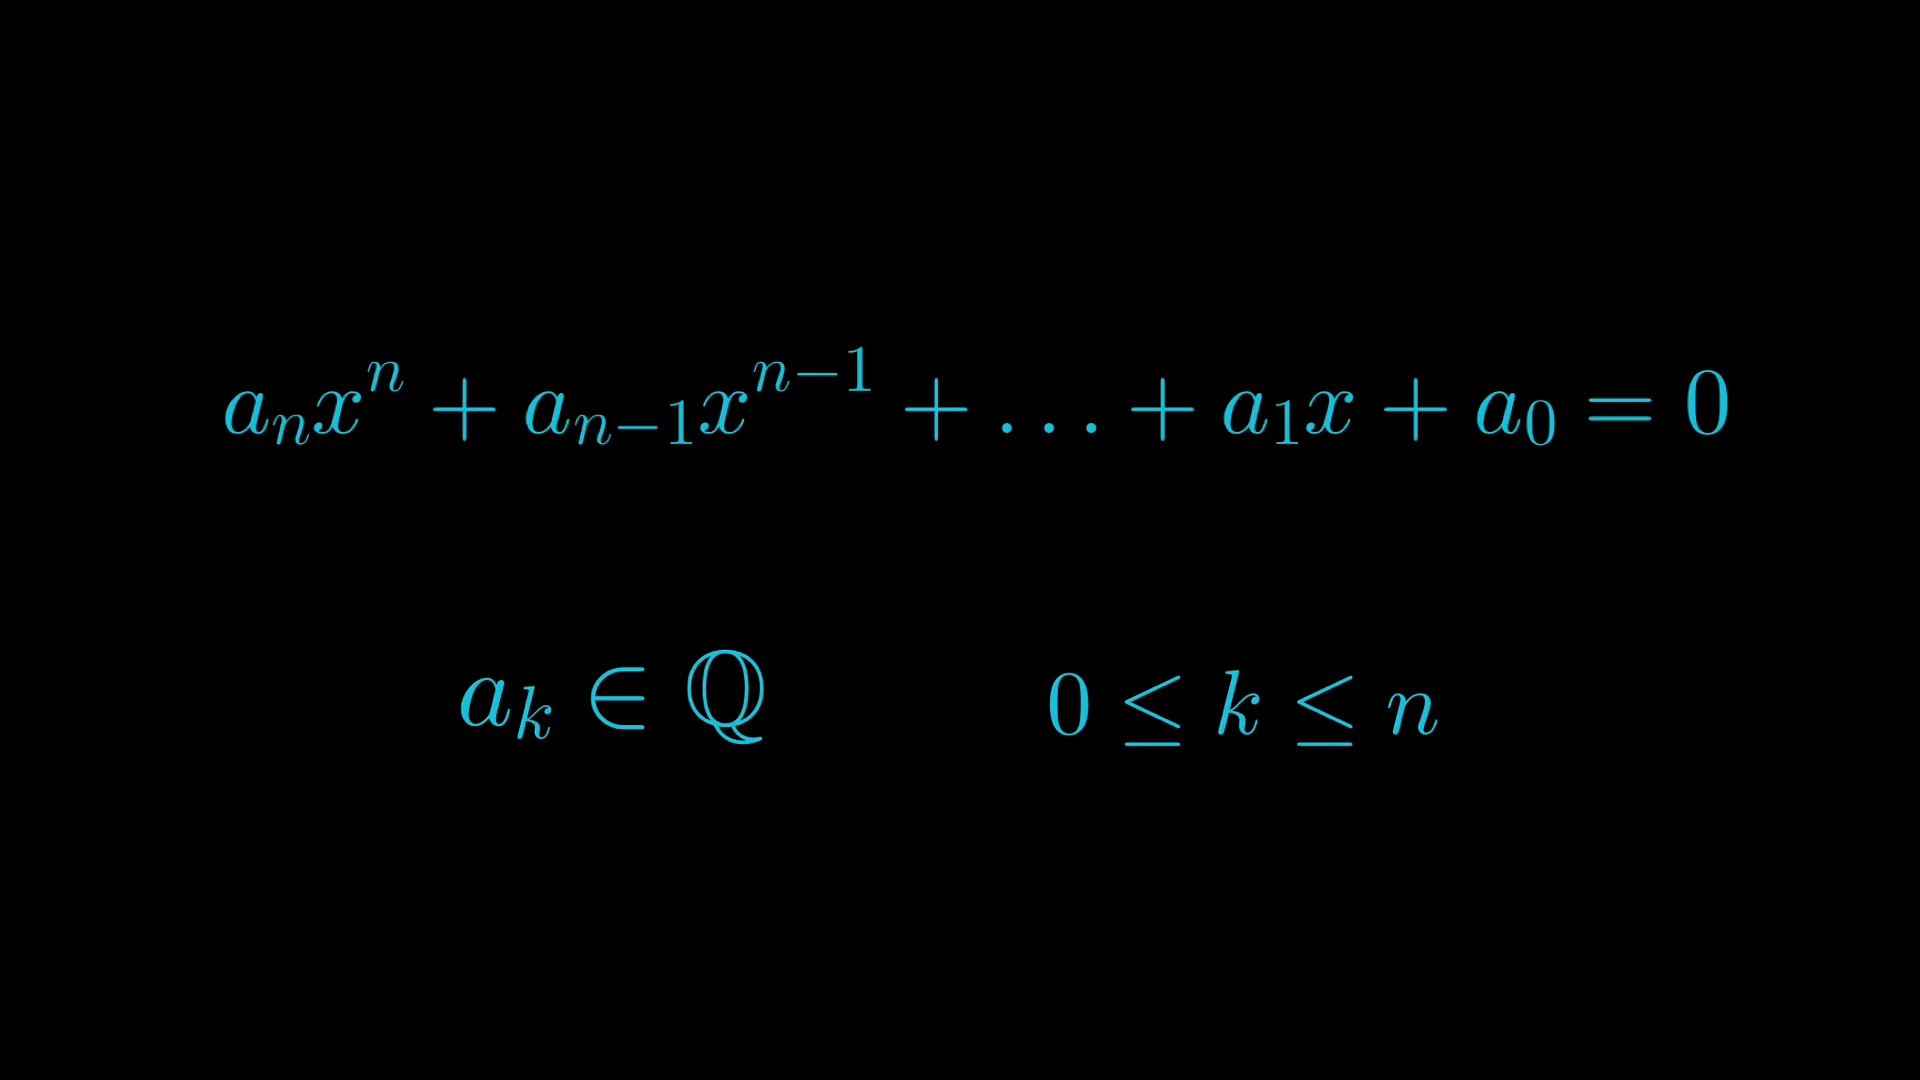 aₙxⁿ + aₙ₋₁xⁿ⁻¹ + … + a₁x + a₀ = 0
aₖ ∈ ℚ 0 ≤ k ≤ n